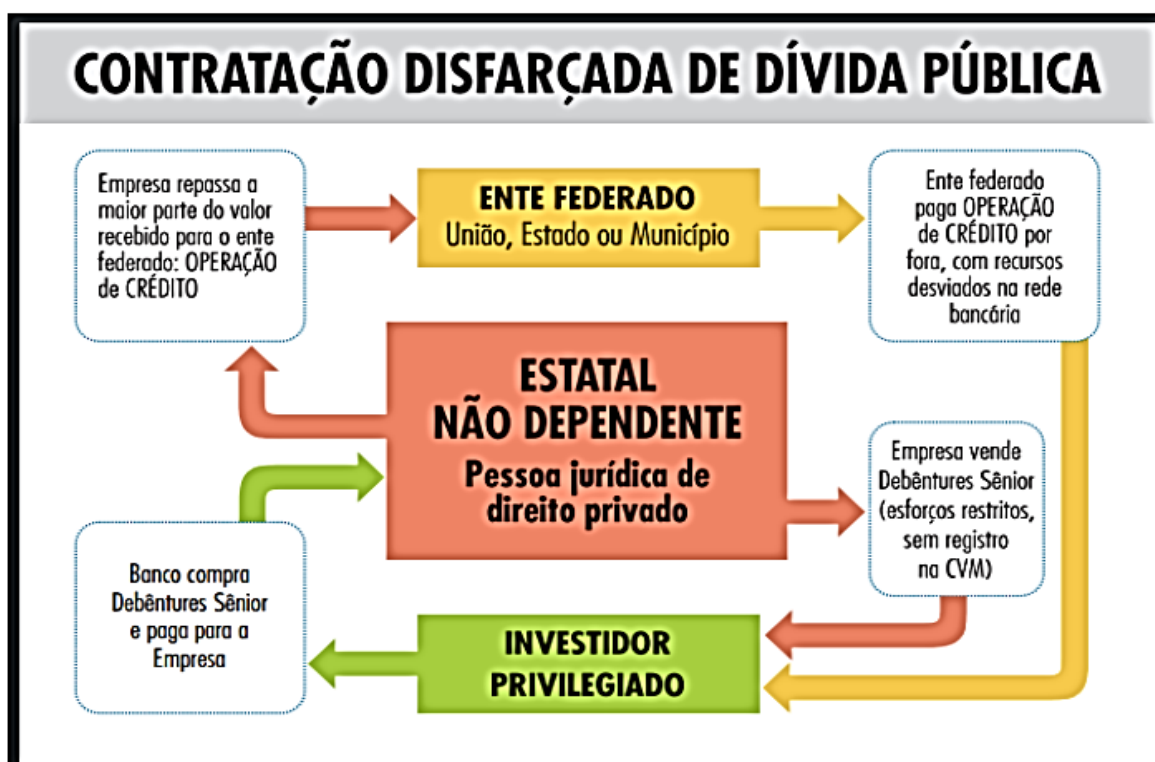 CONTRATAÇÃO DISFARÇADA DE DÍVIDA PÚBLICA
Empresa repassa a
maior parte do valor
recebido para o ente
federado: OPERAÇÃO
de CRÉDITO
ENTE FEDERADO
União, Estado ou Município
Ente federado
paga OPERAÇÃO
de CRÉDITO por
fora, com recursos
desviados na rede
bancária
ESTATAL
NÃO DEPENDENTE
Pessoa jurídica de
direito privado
Empresa vende
Debêntures Sênior
(esforços restritos,
sem registro
na CVM)
Banco compra
Debêntures Sênior
e paga para a
Empresa
INVESTIDOR
PRIVILEGIADO